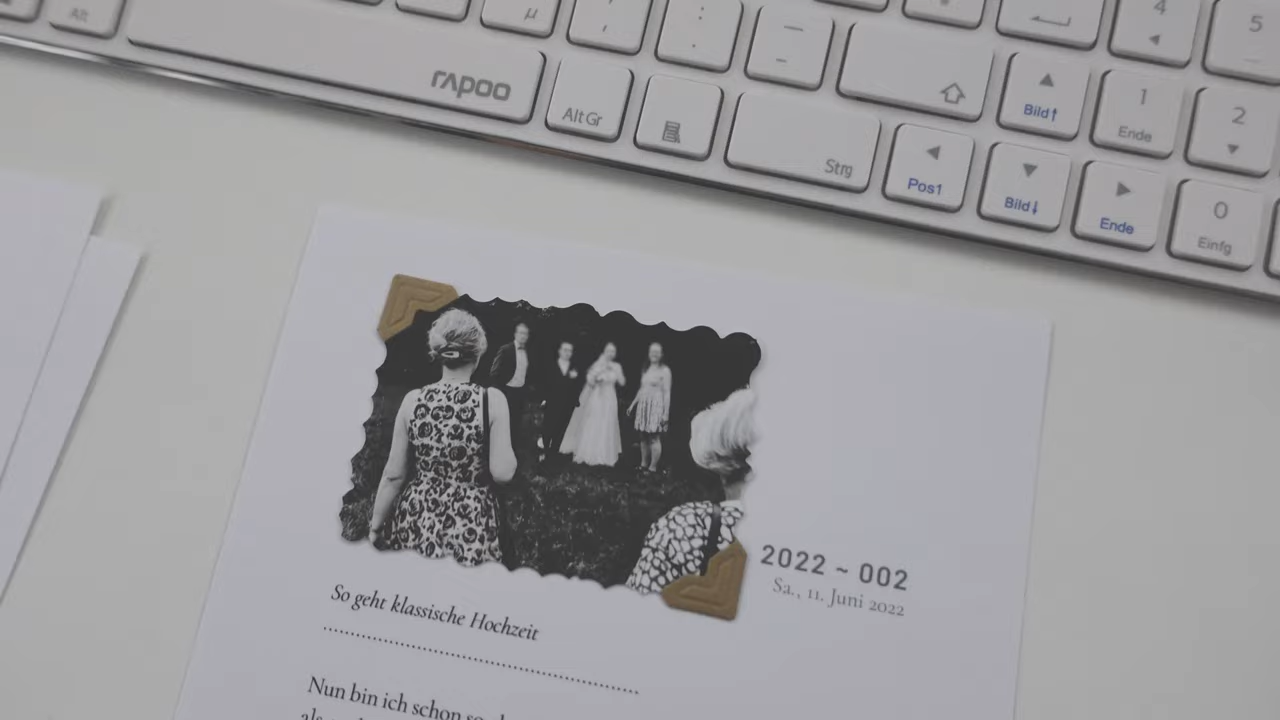 Alt
µ
, ;
. :
- _
4
5
rapoo
Alt Gr
Strg
Bild↑
1
Ende
2
Pos1
Bild↓
Ende
0
Einfg
2022 ~ 002
Sa., 11. Juni 2022
So geht klassische Hochzeit
Nun bin ich schon so